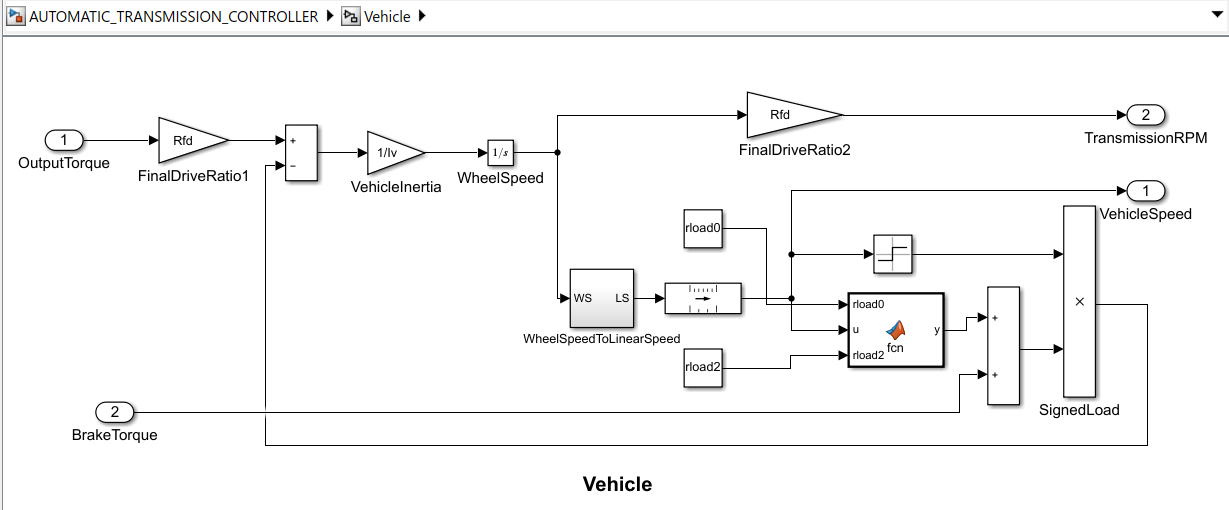 AUTOMATIC_TRANSMISSION_CONTROLLER Vehicle
1
OutputTorque
Rfd
FinalDriveRatio1
+
−
1/Iv
VehicleInertia
1/s
WheelSpeed
Rfd
FinalDriveRatio2
2
TransmissionRPM
1
VehicleSpeed
rload0
WS LS
WheelSpeedToLinearSpeed
rload2
rload0
u
rload2
fcn
y
+
+
×
SignedLoad
2
BrakeTorque
Vehicle